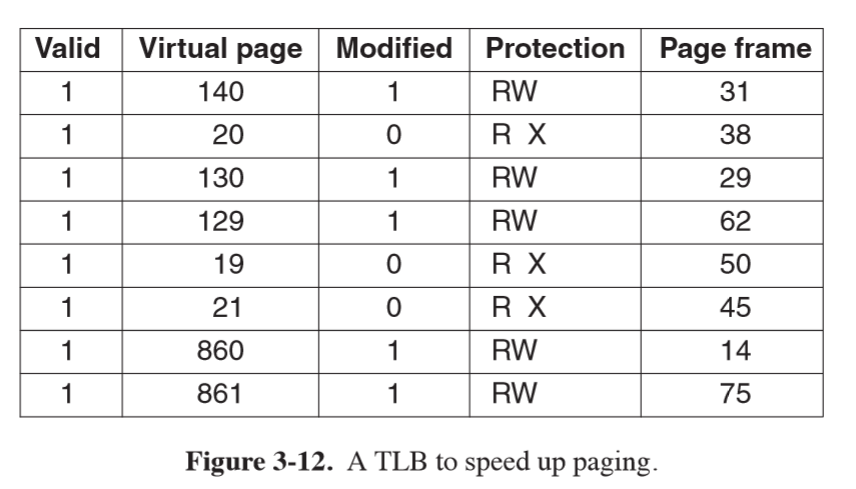 Valid Virtual page Modified Protection Page frame
1 140 1 RW 31
1 20 0 R X 38
1 130 1 RW 29
1 129 1 RW 62
1 19 0 R X 50
1 21 0 R X 45
1 860 1 RW 14
1 861 1 RW 75
Figure 3-12. A TLB to speed up paging.